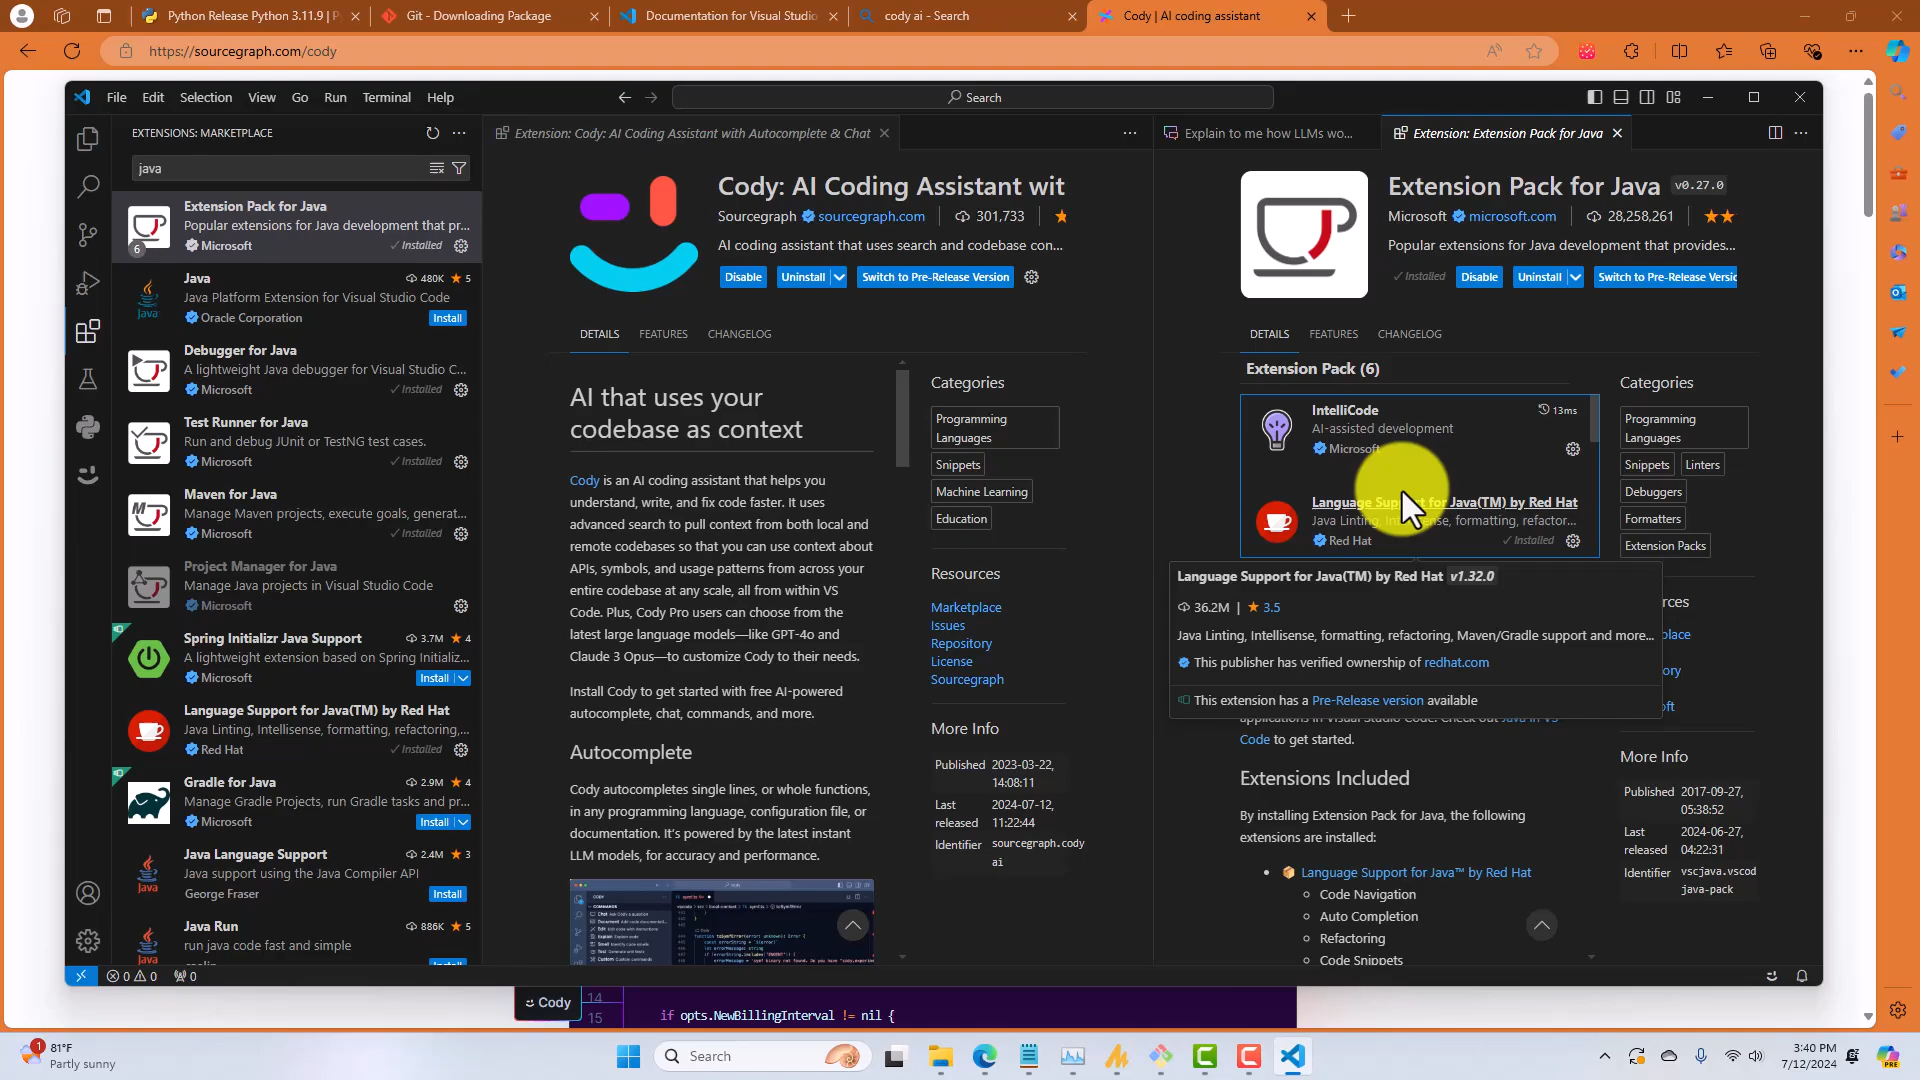 Python Release Python 3.11.9 |
Git - Downloading Package
Documentation for Visual Studio
cody ai - Search
Cody | AI coding assistant
https://sourcegraph.com/cody
File Edit Selection View Go Run Terminal Help
Search
EXTENSIONS: MARKETPLACE
java
Extension Pack for Java
Popular extensions for Java development that pr...
Microsoft
Installed
6
Java
480K 5
Java Platform Extension for Visual Studio Code
Oracle Corporation
Install
Debugger for Java
A lightweight Java debugger for Visual Studio C...
Microsoft
Installed
Test Runner for Java
Run and debug JUnit or TestNG test cases.
Microsoft
Installed
Maven for Java
Manage Maven projects, execute goals, generat...
Microsoft
Installed
Project Manager for Java
Manage Java projects in Visual Studio Code
Microsoft
Spring Initializr Java Support
3.7M 4
A lightweight extension based on Spring Initializ...
Microsoft
Install
Language Support for Java(TM) by Red Hat
Java Linting, Intellisense, formatting, refactoring,...
Red Hat
Installed
Gradle for Java
2.9M 4
Manage Gradle Projects, run Gradle tasks and pr...
Microsoft
Install
Java Language Support
2.4M 3
Java support using the Java Compiler API
George Fraser
Install
Java Run
886K 5
run java code fast and simple
Extension: Cody: AI Coding Assistant with Autocomplete & Chat
Cody: AI Coding Assistant wit
Sourcegraph sourcegraph.com 301,733
AI coding assistant that uses search and codebase con...
Disable Uninstall Switch to Pre-Release Version
DETAILS FEATURES CHANGELOG
AI that uses your
codebase as context
Cody is an AI coding assistant that helps you
understand, write, and fix code faster. It uses
advanced search to pull context from both local and
remote codebases so that you can use context about
APIs, symbols, and usage patterns from across your
entire codebase at any scale, all from within VS
Code. Plus, Cody Pro users can choose from the
latest large language models—like GPT-4o and
Claude 3 Opus—to customize Cody to their needs.
Install Cody to get started with free AI-powered
autocomplete, chat, commands, and more.
Autocomplete
Cody autocompletes single lines, or whole functions,
in any programming language, configuration file, or
documentation. It's powered by the latest instant
LLM models, for accuracy and performance.
Categories
Programming
Languages
Snippets
Machine Learning
Education
Resources
Marketplace
Issues
Repository
License
Sourcegraph
More Info
Published 2023-03-22,
14:08:11
Last 2024-07-12,
released 11:22:44
Identifier sourcegraph.cody
ai
Explain to me how LLMs wo...
Extension: Extension Pack for Java
Extension Pack for Java v0.27.0
Microsoft microsoft.com 28,258,261
Popular extensions for Java development that provides...
Installed Disable Uninstall Switch to Pre-Release Versic
DETAILS FEATURES CHANGELOG
Extension Pack (6)
IntelliCode
13ms
AI-assisted development
Microsoft
Language Support for Java(TM) by Red Hat
Java Linting, Intellisense, formatting, refactor...
Red Hat
Installed
Language Support for Java(TM) by Red Hat v1.32.0
36.2M | 3.5
Java Linting, Intellisense, formatting, refactoring, Maven/Gradle support and more...
This publisher has verified ownership of redhat.com
This extension has a Pre-Release version available
Code to get started.
Extensions Included
By installing Extension Pack for Java, the following
extensions are installed:
Language Support for Java™ by Red Hat
Code Navigation
Auto Completion
Refactoring
Code Snippets
Categories
Programming
Languages
Snippets Linters
Debuggers
Formatters
Extension Packs
rces
place
ory
oft
More Info
Published 2017-09-27,
05:38:52
Last 2024-06-27,
released 04:22:31
Identifier vscjava.vscod
java-pack
0 0 0
Cody
14
15 if opts.NewBillingInterval != nil {
1
81°F
Partly sunny
Search
3:40 PM
7/12/2024